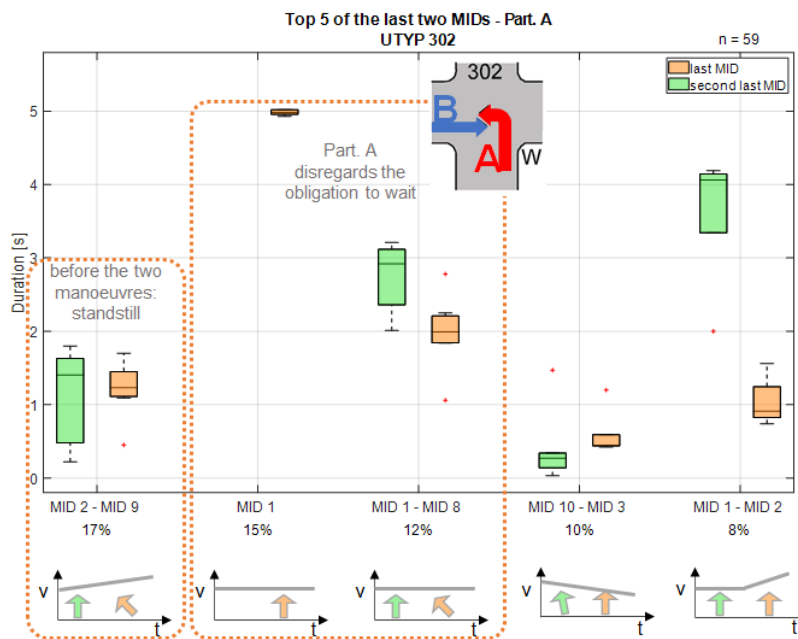 Top 5 of the last two MIDs - Part. A
UTYP 302
n = 59
302
last MID
second last MID
B
A
W
Part. A
disregards the
obligation to wait
before the two
manoeuvres:
standstill
Duration [s]
5
4
3
2
1
0
MID 2 - MID 9
MID 1
MID 1 - MID 8
MID 10 - MID 3
MID 1 - MID 2
17%
15%
12%
10%
8%
v
t
v
t
v
t
v
t
v
t